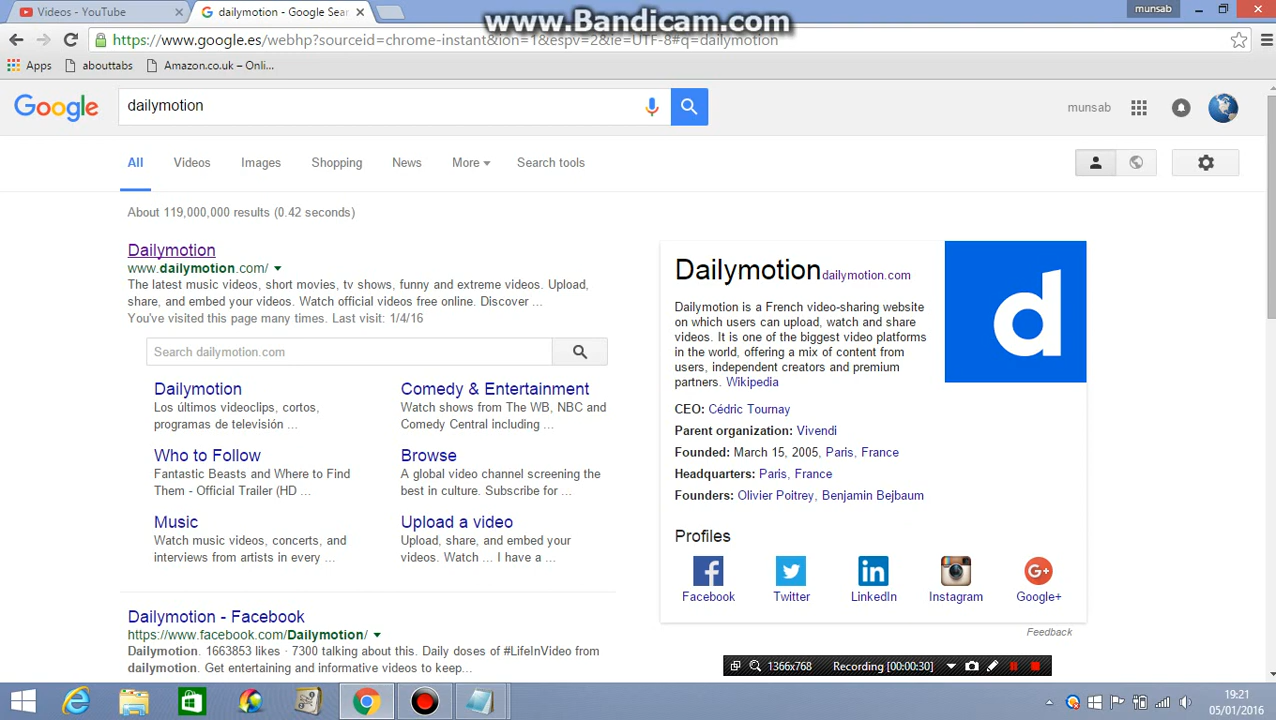 www.Bandicam.com
Videos - YouTube
dailymotion - Google Sear
munsab
https://www.google.es/webhp?sourceid=chrome-instant&ion=1&espv=2&ie=UTF-8#q=dailymotion
Apps
abouttabs
Amazon.co.uk – Onli...
Google
dailymotion
munsab
All
Videos
Images
Shopping
News
More
Search tools
About 119,000,000 results (0.42 seconds)
Dailymotion
www.dailymotion.com/
The latest music videos, short movies, tv shows, funny and extreme videos. Upload,
share, and embed your videos. Watch official videos free online. Discover ...
You've visited this page many times. Last visit: 1/4/16
Search dailymotion.com
Dailymotion
Los últimos videoclips, cortos,
programas de televisión ...
Comedy & Entertainment
Watch shows from The WB, NBC and
Comedy Central including ...
Who to Follow
Fantastic Beasts and Where to Find
Them - Official Trailer (HD ...
Browse
A global video channel screening the
best in culture. Subscribe for ...
Music
Watch music videos, concerts, and
interviews from artists in every ...
Upload a video
Upload, share, and embed your
videos. Watch ... I have a ...
Dailymotion - Facebook
https://www.facebook.com/Dailymotion/
Dailymotion. 1663853 likes · 7300 talking about this. Daily doses of #LifeInVideo from
dailymotion. Get entertaining and informative videos to keep...
Dailymotion
dailymotion.com
d
Dailymotion is a French video-sharing website
on which users can upload, watch and share
videos. It is one of the biggest video platforms
in the world, offering a mix of content from
users, independent creators and premium
partners. Wikipedia
CEO: Cédric Tournay
Parent organization: Vivendi
Founded: March 15, 2005, Paris, France
Headquarters: Paris, France
Founders: Olivier Poitrey, Benjamin Bejbaum
Profiles
Facebook
Twitter
LinkedIn
Instagram
Google+
Feedback
1366x768
Recording [00:00:30]
19:21
05/01/2016